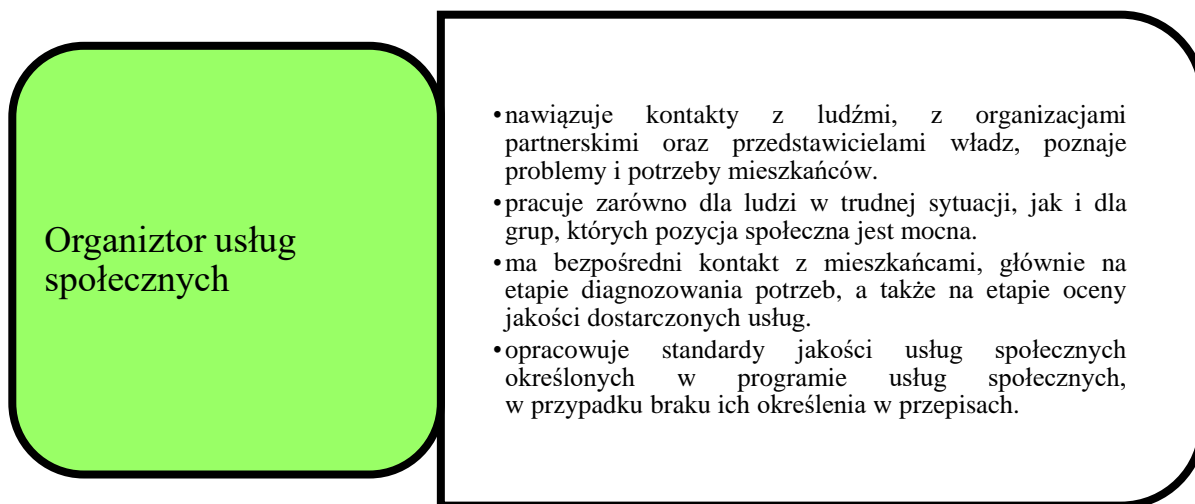 Organiztor usług
społecznych
•nawiązuje kontakty z ludźmi, z organizacjami
partnerskimi oraz przedstawicielami władz, poznaje
problemy i potrzeby mieszkańców.
•pracuje zarówno dla ludzi w trudnej sytuacji, jak i dla
grup, których pozycja społeczna jest mocna.
•ma bezpośredni kontakt z mieszkańcami, głównie na
etapie diagnozowania potrzeb, a także na etapie oceny
jakości dostarczonych usług.
•opracowuje standardy jakości usług społecznych
określonych w programie usług społecznych,
w przypadku braku ich określenia w przepisach.